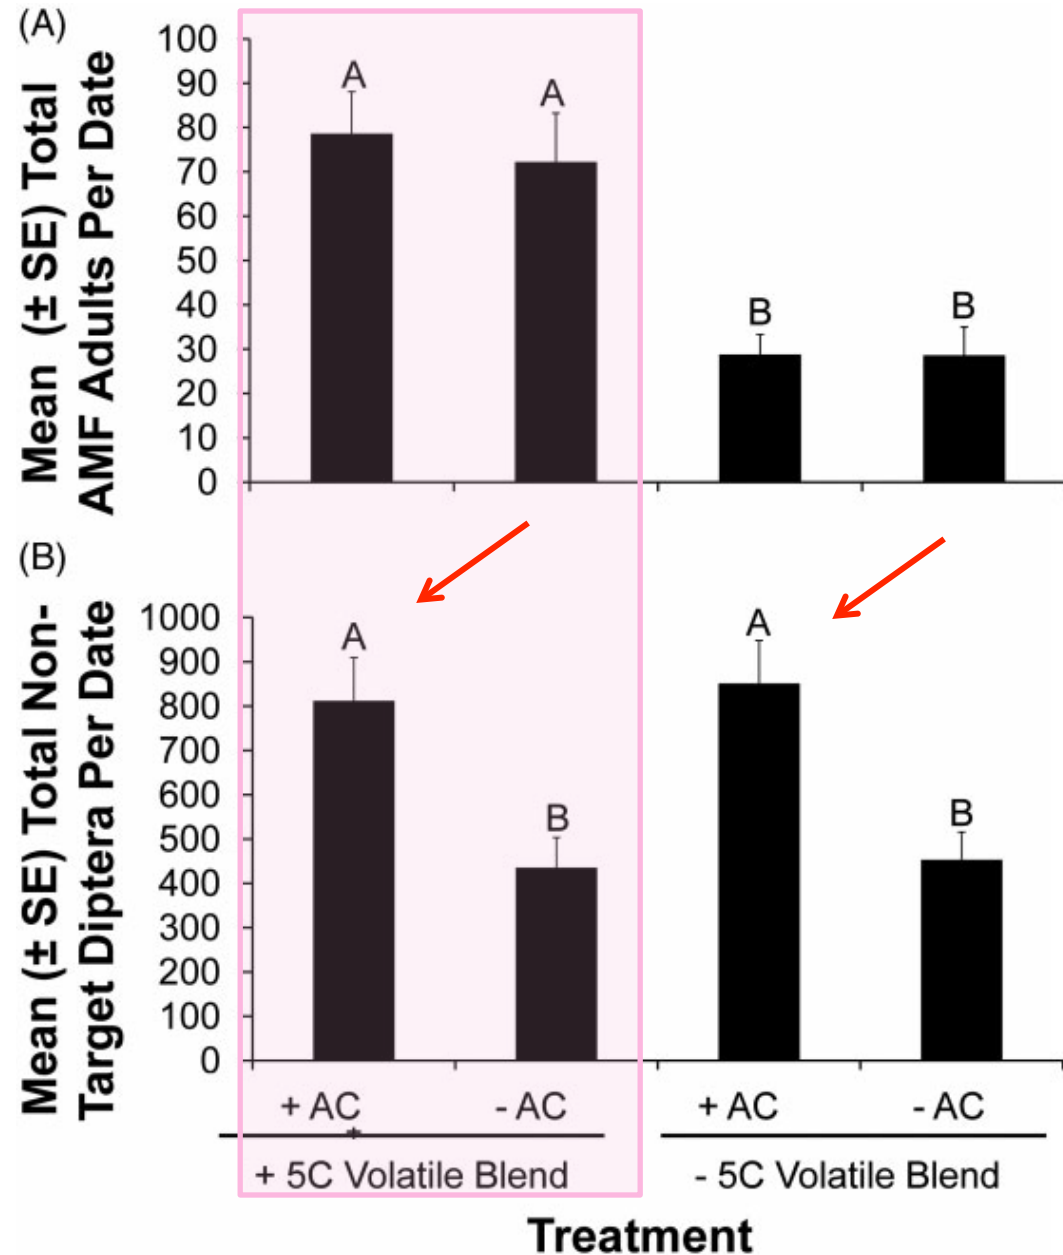 (A)
Mean (± SE) Total
AMF Adults Per Date
100
90
80
70
60
50
40
30
20
10
0
A
A
B
B
(B)
Mean (± SE) Total Non-
Target Diptera Per Date
1000
900
800
700
600
500
400
300
200
100
0
A
B
A
B
+ AC - AC + AC - AC
+ 5C Volatile Blend - 5C Volatile Blend
Treatment